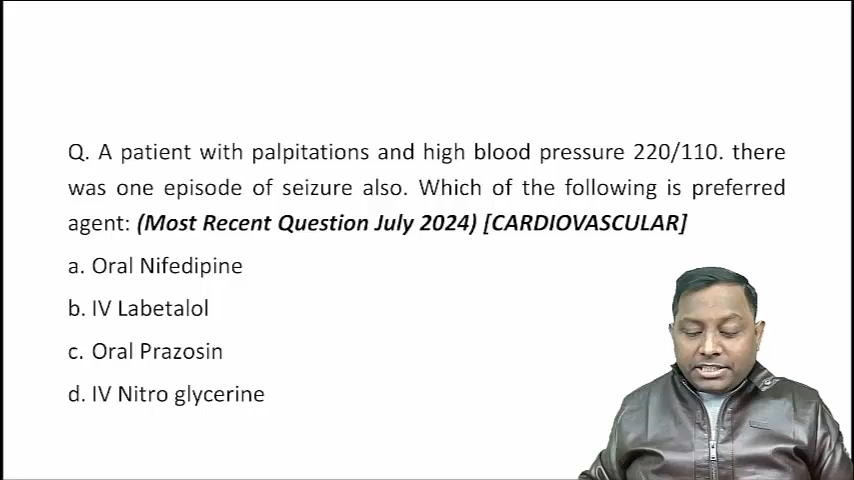 Q. A patient with palpitations and high blood pressure 220/110. there
was one episode of seizure also. Which of the following is preferred
agent: (Most Recent Question July 2024) [CARDIOVASCULAR]
a. Oral Nifedipine
b. IV Labetalol
c. Oral Prazosin
d. IV Nitro glycerine